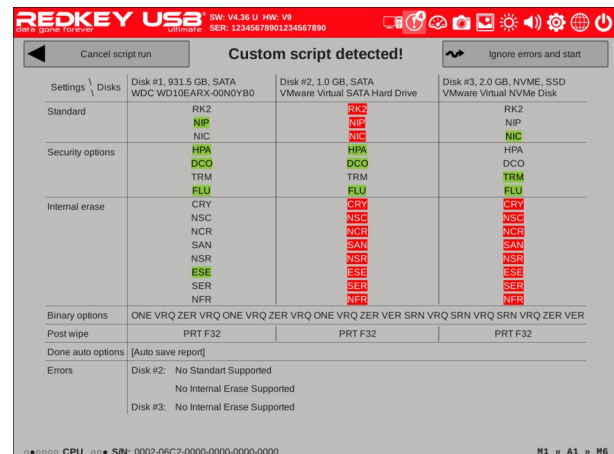 REDKEY USB SW: V4.36 U HW: V9
data gone forever ultimate SER: 12345678901234567890
Cancel script run Custom script detected! Ignore errors and start
Settings \ Disks Disk #1, 931.5 GB, SATA Disk #2, 1.0 GB, SATA Disk #3, 2.0 GB, NVME, SSD
WDC WD10EARX-00N0YB0 VMware Virtual SATA Hard Drive VMware Virtual NVMe Disk
Standard RK2 RK2 RK2
NIP NIP NIP
NIC NIC NIC
Security options HPA HPA HPA
DCO DCO DCO
TRM TRM TRM
FLU FLU FLU
Internal erase CRY CRY CRY
NSC NSC NSC
NCR NCR NCR
SAN SAN SAN
NSR NSR NSR
ESE ESE ESE
SER SER SER
NFR NFR NFR
Binary options ONE VRQ ZER VRQ ONE VRQ ZER VRQ ONE VRQ ZER VER SRN VRQ SRN VRQ SRN VRQ ZER VER
Post wipe PRT F32 PRT F32 PRT F32
Done auto options [Auto save report]
Errors Disk #2: No Standart Supported
No Internal Erase Supported
Disk #3: No Internal Erase Supported
CPU S/N: 0002-06C2-0000-0000-0000-0000 M1 » A1 » M6